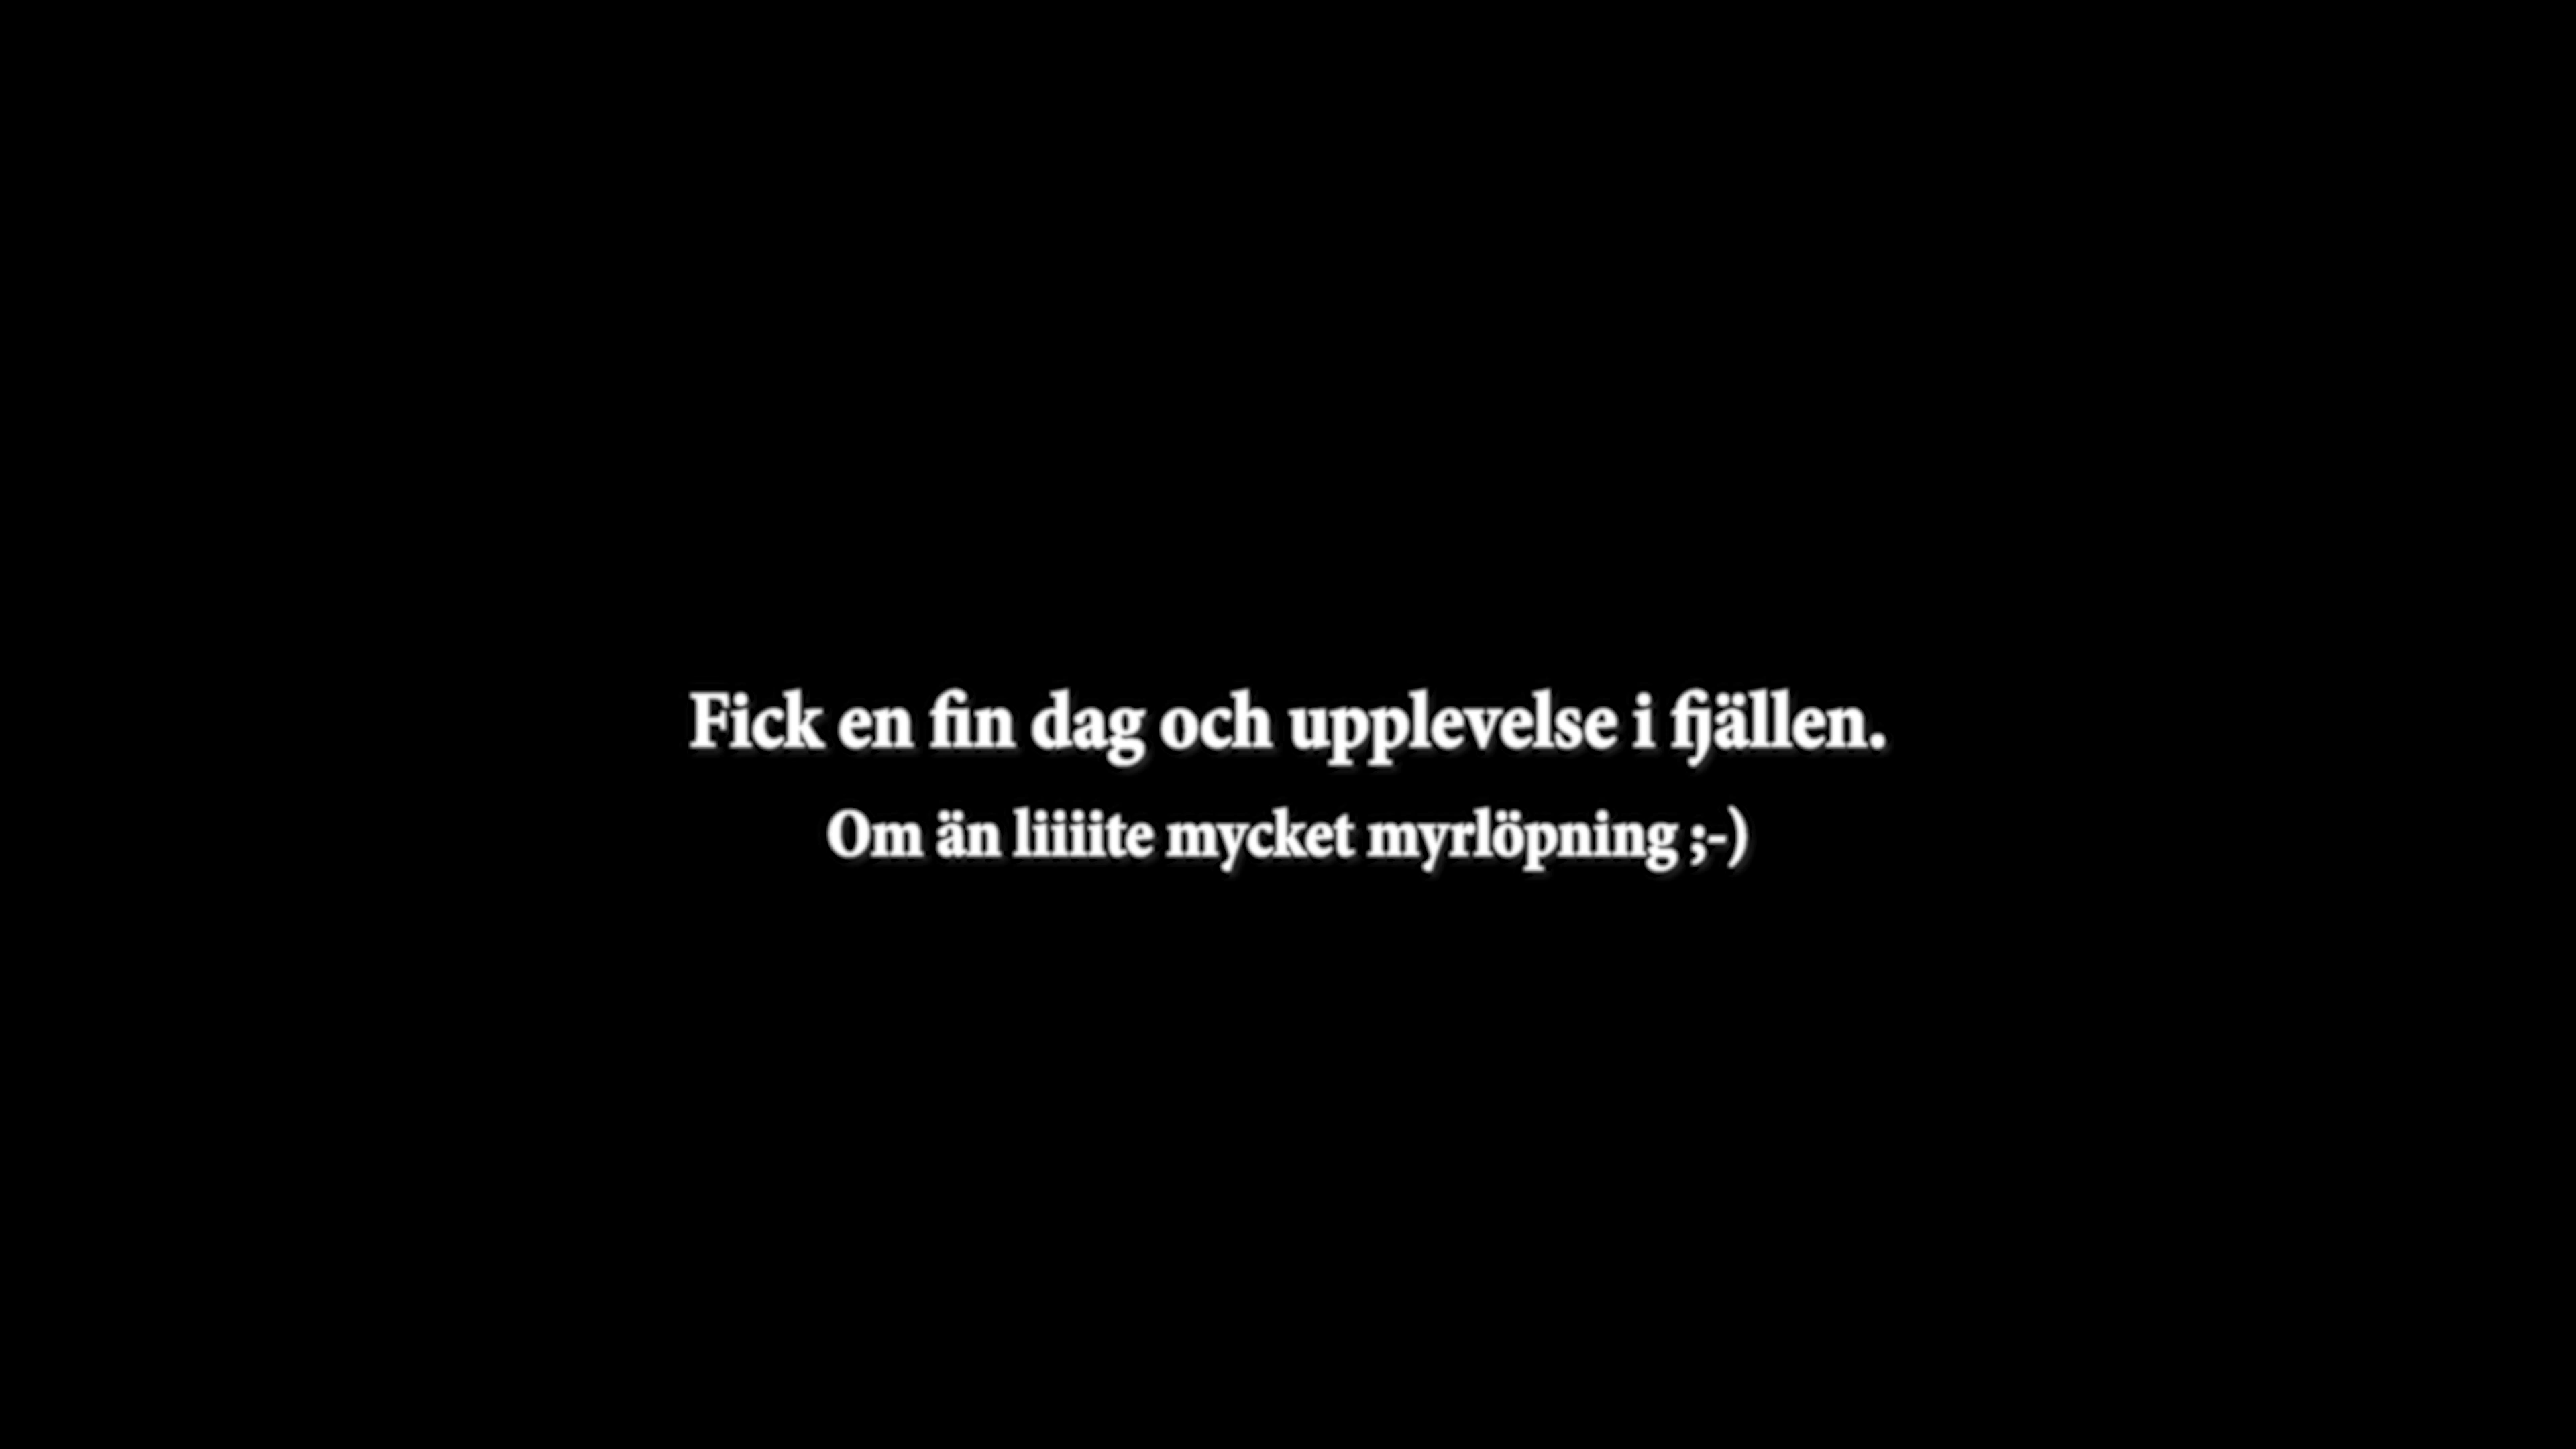 Fick en fin dag och upplevelse i fjällen.
Om än liiiite mycket myrlöpning ;-)